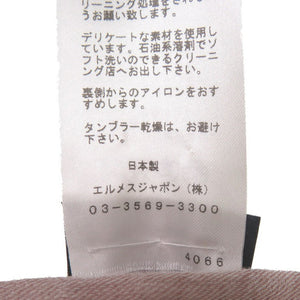 リーニング処理をされるよ
うお願い致します。
デリケートな素材を使用し
ています。石油系溶剤でソ
フト洗いのできるクリーニ
ング店へお出し下さい。
裏側からのアイロンをおす
すめします。
タンブラー乾燥は、お避け
下さい。
日本製
エルメスジャポン(株)
03-3569-3300
4066